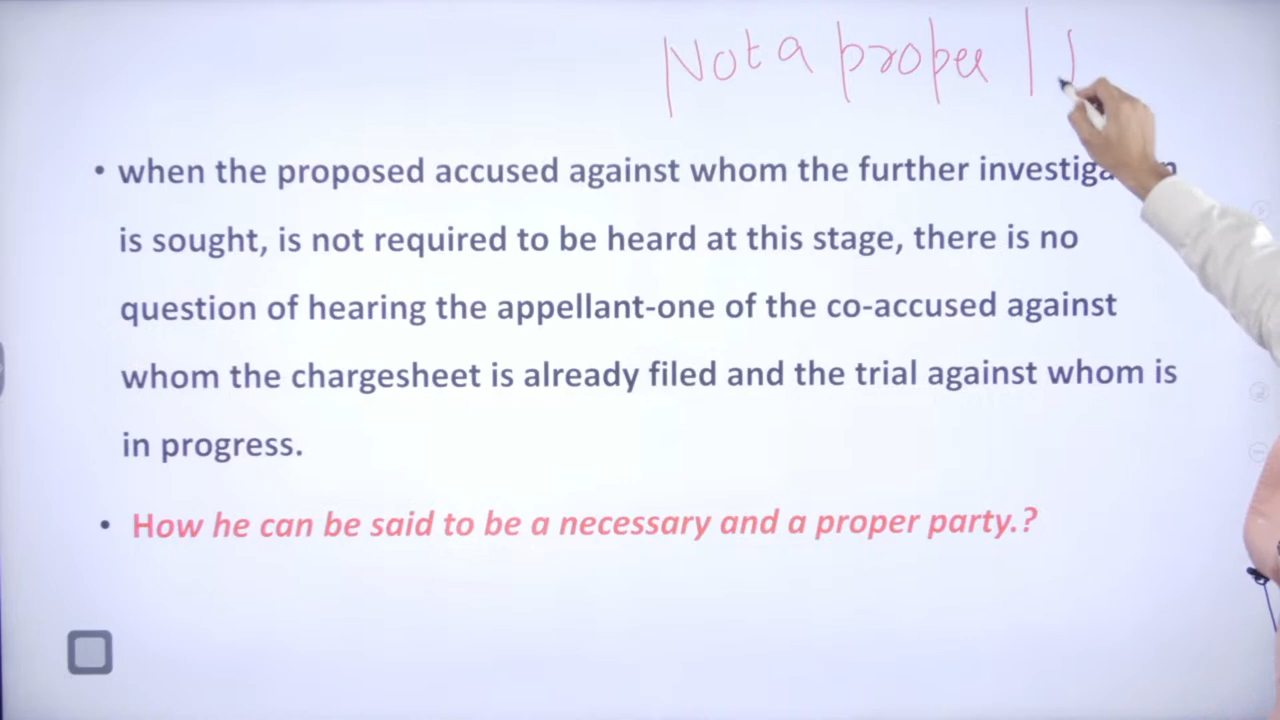 Not a proper |
• when the proposed accused against whom the further
is sought, is not required to be heard at this stage, there is no
question of hearing the appellant-one of the co-accused against
whom the chargesheet is already filed and the trial against whom is
in progress.
• How he can be said to be a necessary and a proper party.?